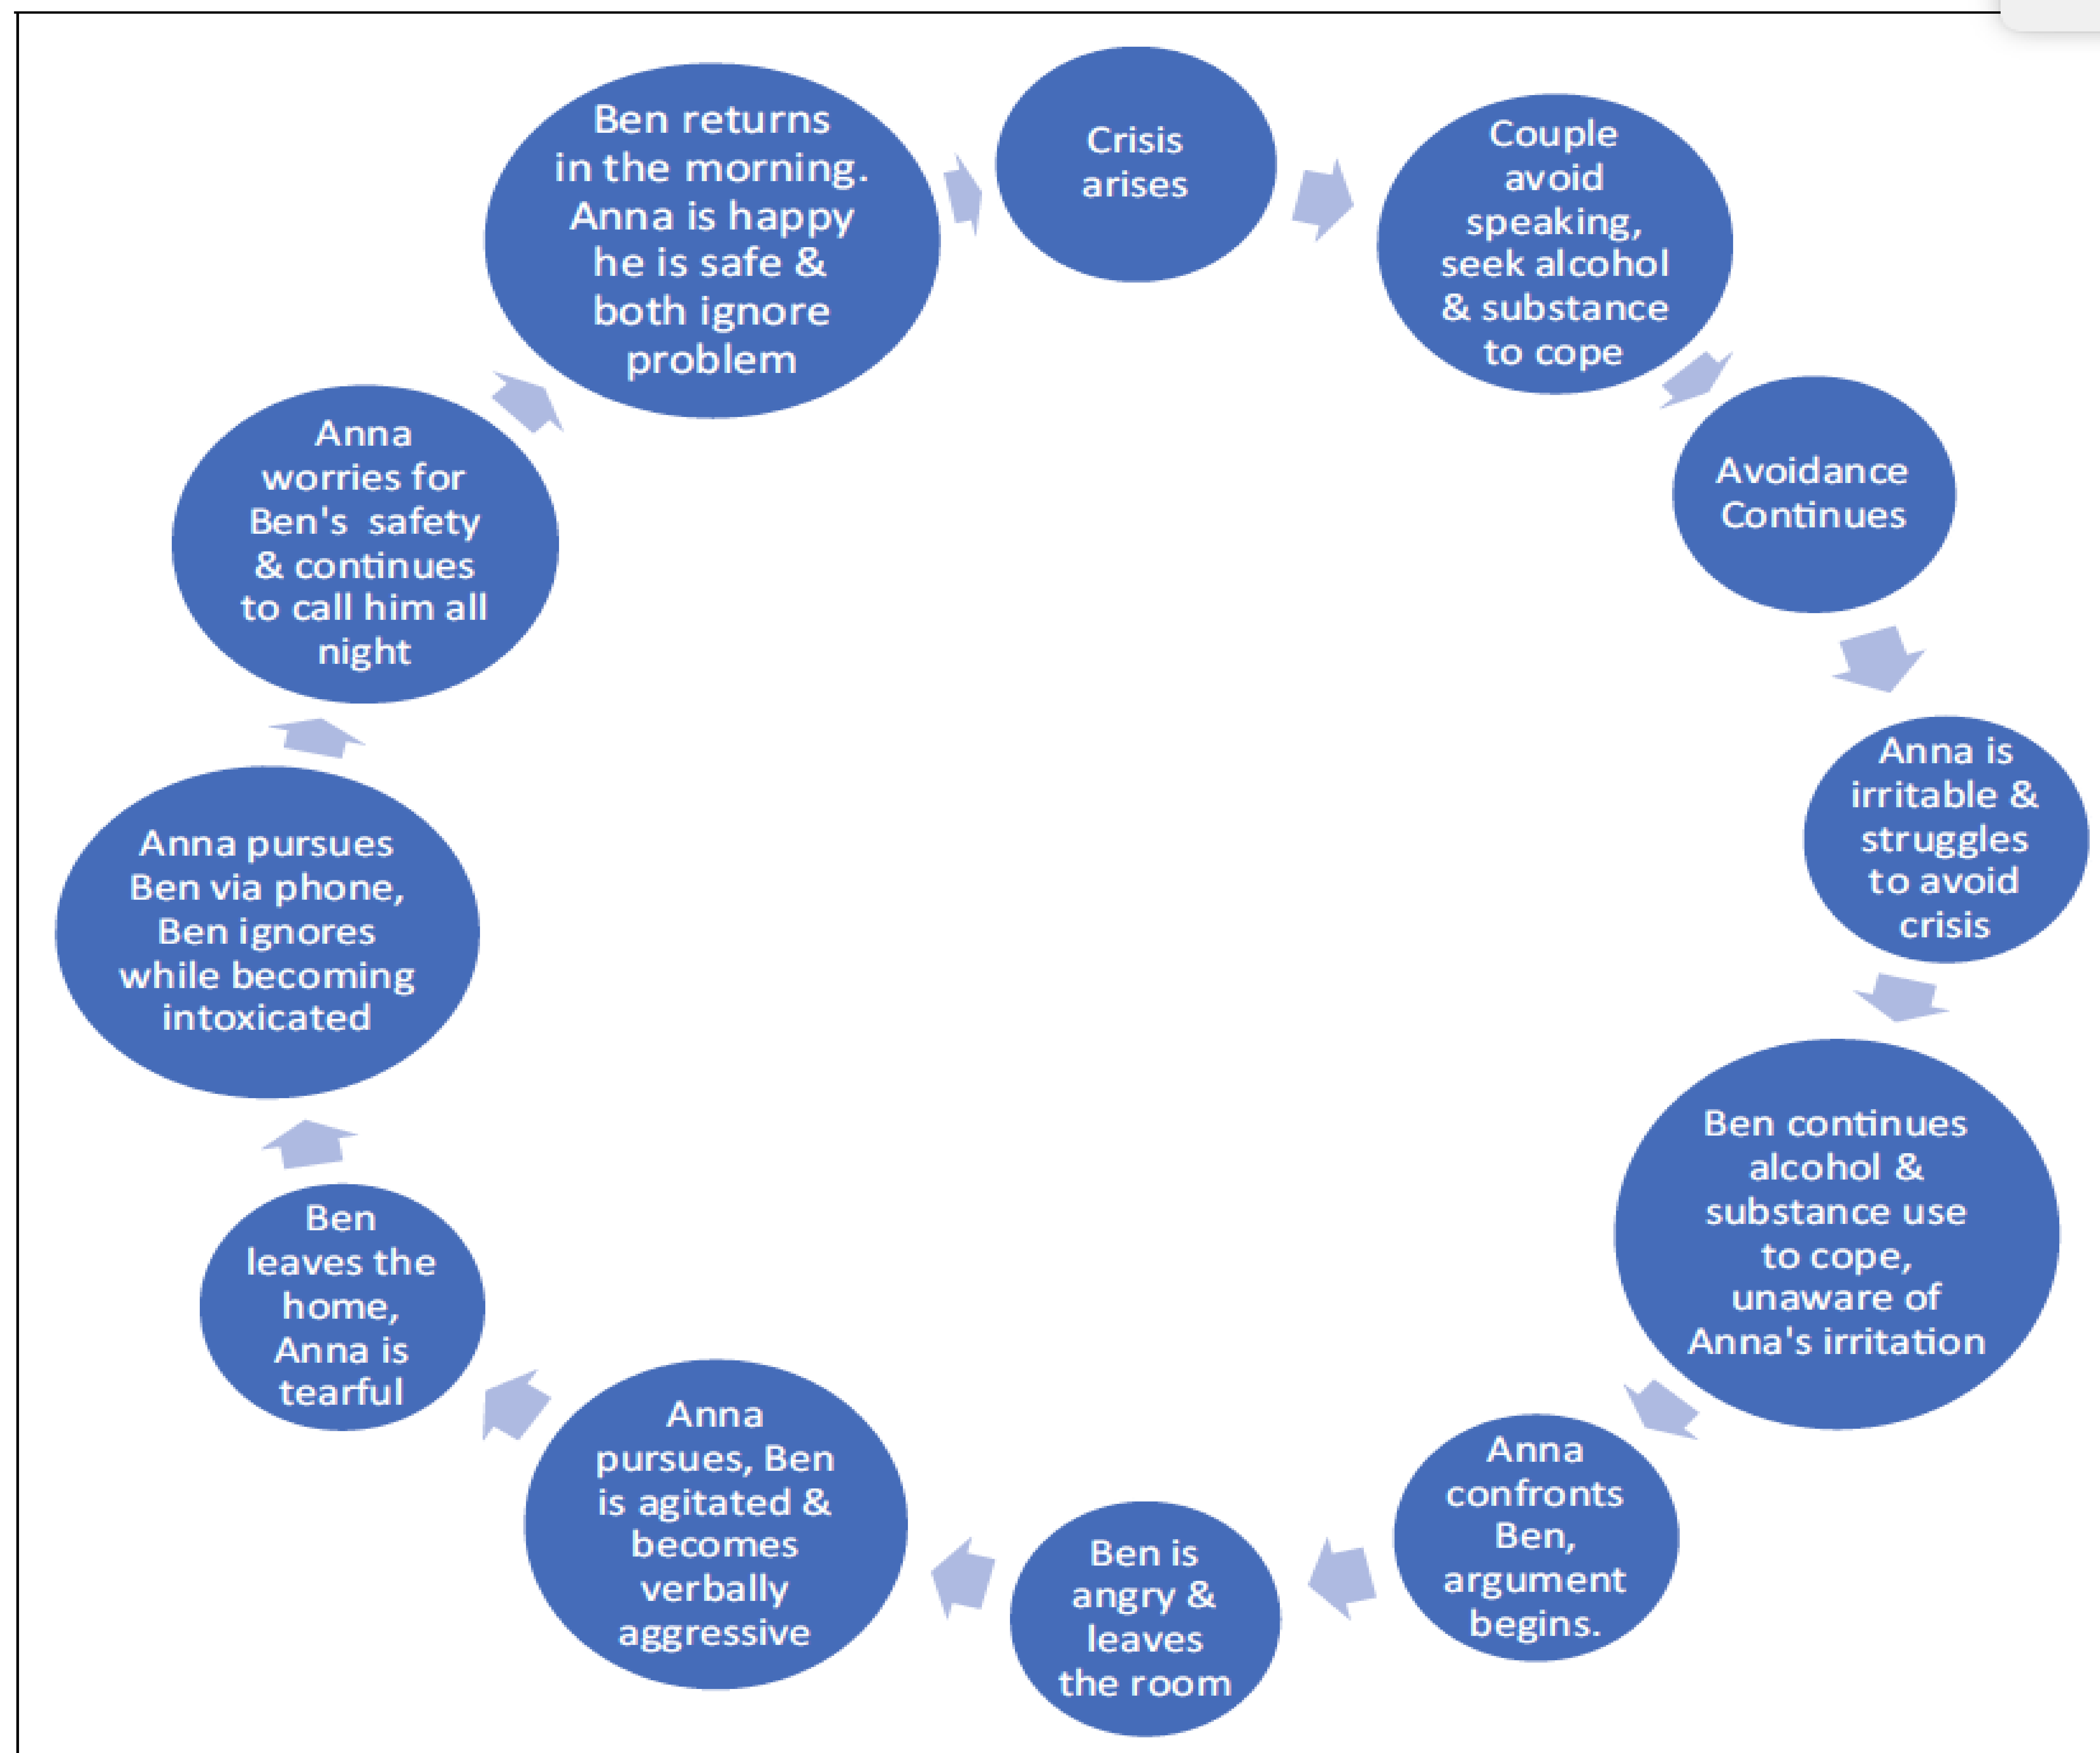 Crisis
arises
Couple
avoid
speaking,
seek alcohol
& substance
to cope
Avoidance
Continues
Anna is
irritable &
struggles
to avoid
crisis
Ben continues
alcohol &
substance use
to cope,
unaware of
Anna's irritation
Anna
confronts
Ben,
argument
begins.
Ben is
angry &
leaves
the room
Anna
pursues, Ben
is agitated &
becomes
verbally
aggressive
Ben
leaves the
home,
Anna is
tearful
Anna pursues
Ben via phone,
Ben ignores
while becoming
intoxicated
Anna
worries for
Ben's  safety
& continues
to call him all
night
Ben returns
in the morning.
Anna is happy
he is safe &
both ignore
problem